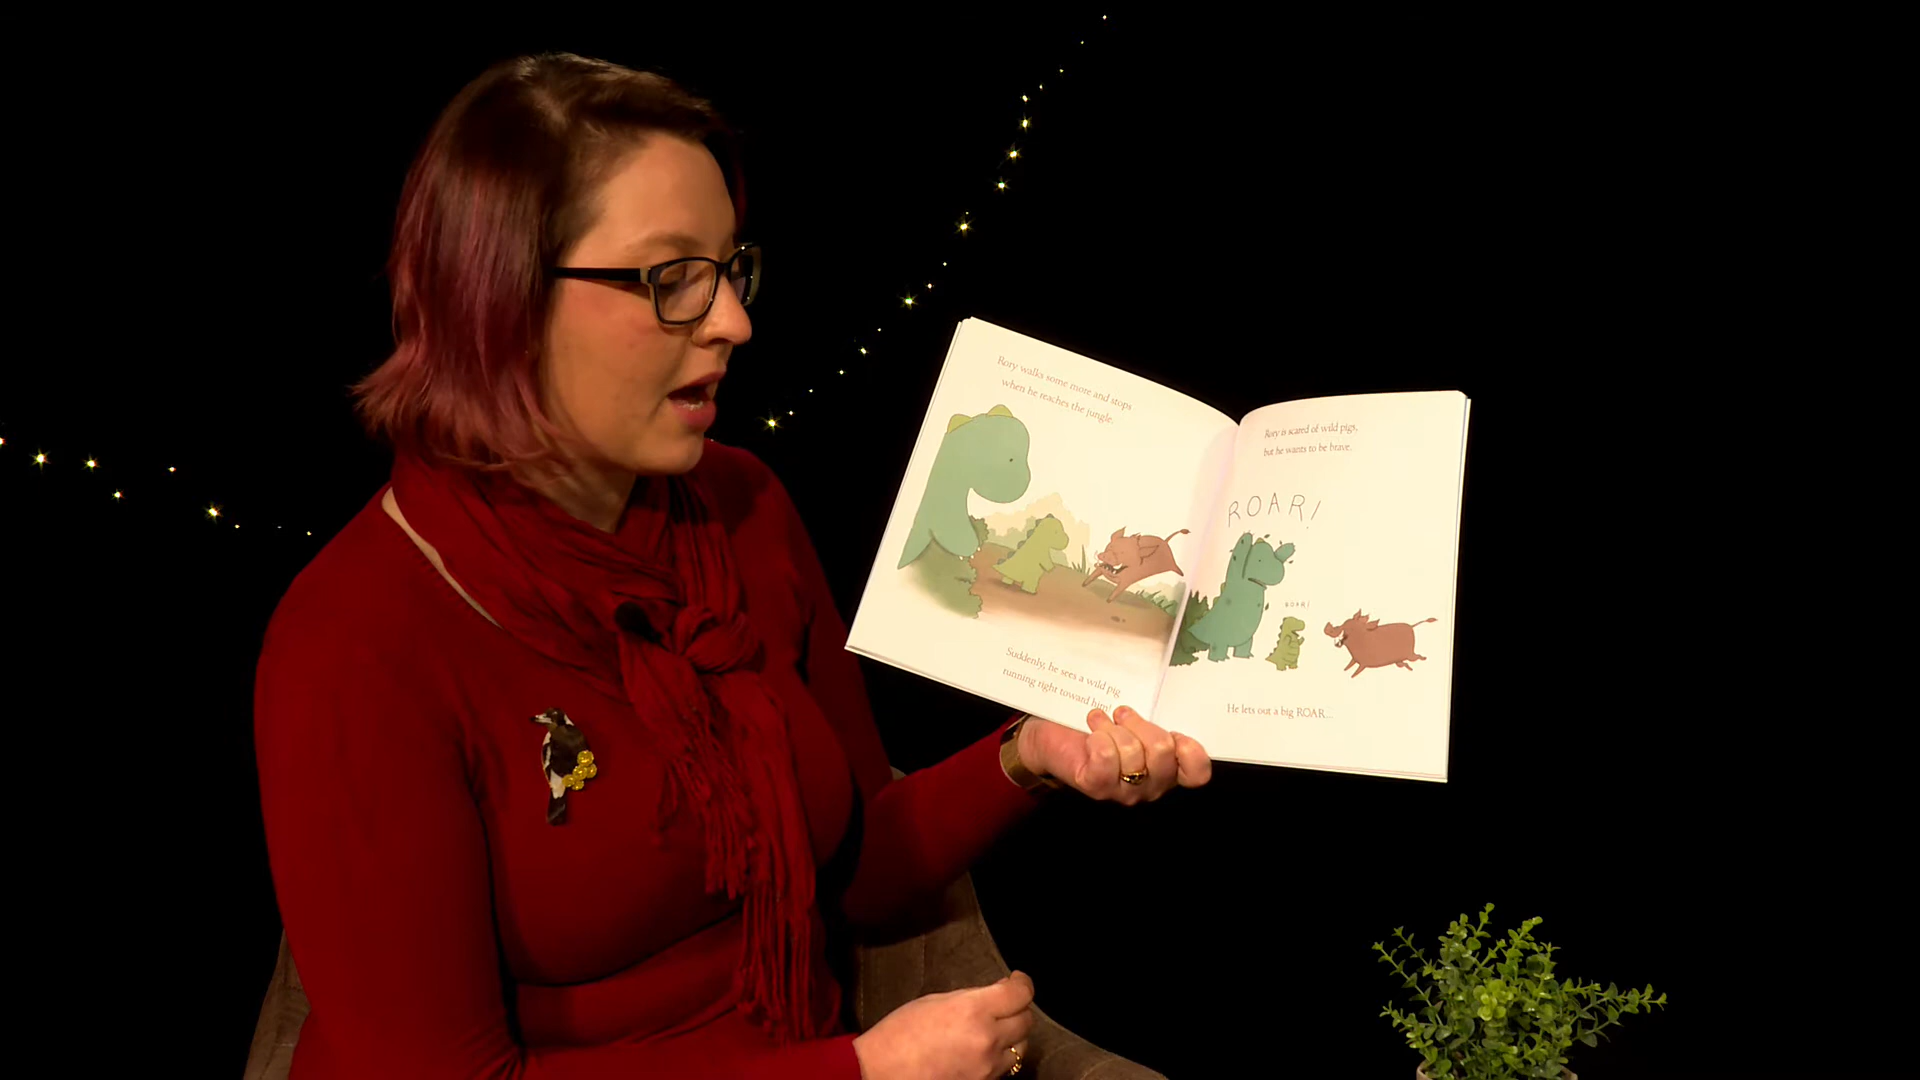 Rory walks some more and stops
when he reaches the jungle.
Suddenly, he sees a wild pig
running right toward him!
Rory is scared of wild pigs,
but he wants to be brave.
ROAR!
ROAR!
He lets out a big ROAR...